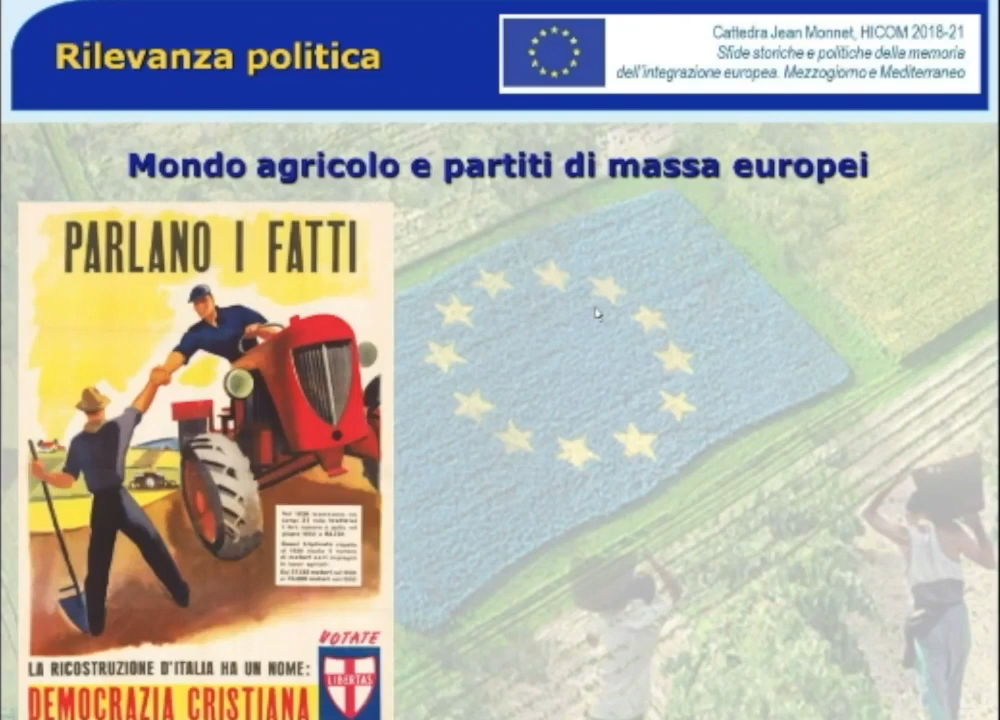 Rilevanza politica
Cattedra Jean Monnet, HICOM 2018-21
Sfide storiche e politiche della memoria
dell'integrazione europea. Mezzogiorno e Mediterraneo
Mondo agricolo e partiti di massa europei
PARLANO I FATTI
VOTATE
LA RICOSTRUZIONE D'ITALIA HA UN NOME:
DEMOCRAZIA CRISTIANA
LIBERTAS